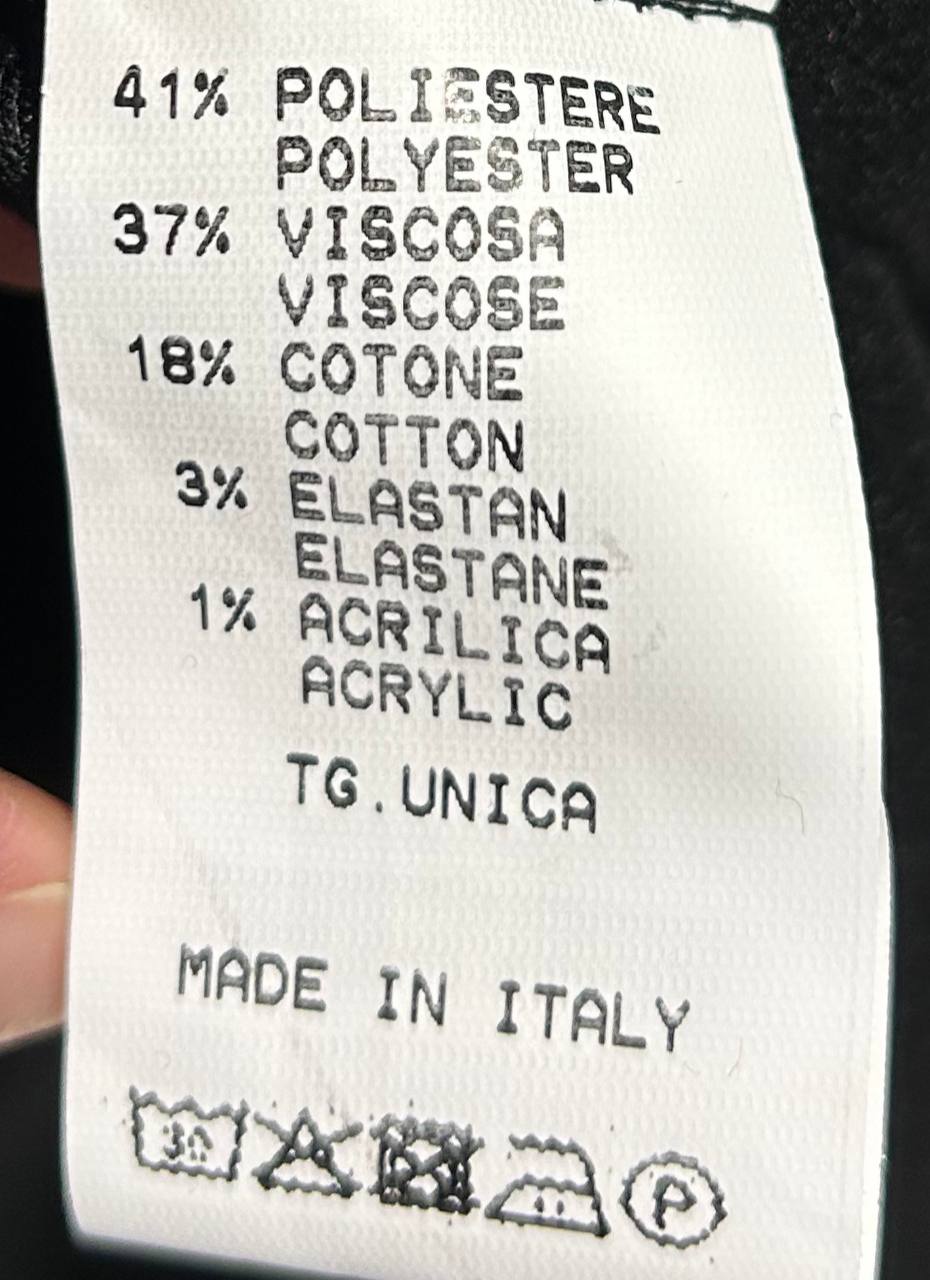 41% POLIESTERE
POLYESTER
37% VISCOSA
VISCOSE
18% COTONE
COTTON
3% ELASTAN
ELASTANE
1% ACRILICA
ACRYLIC
TG.UNICA
MADE IN ITALY
30 P